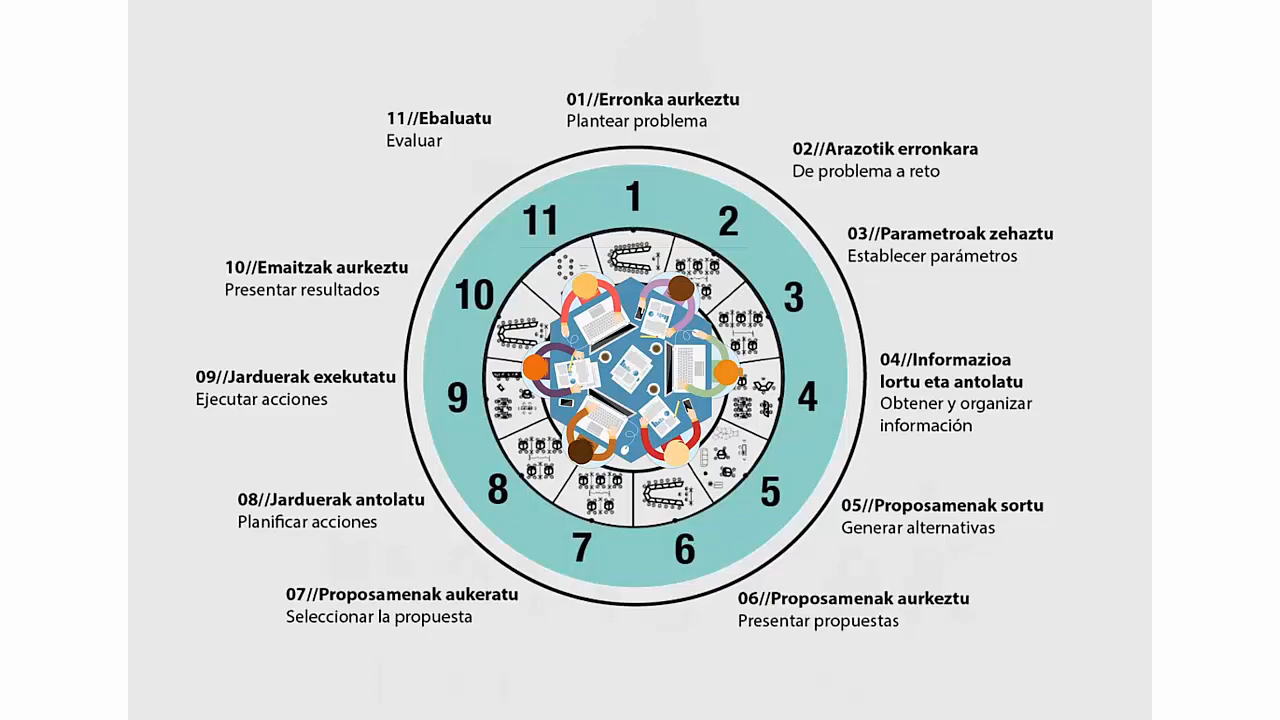 01//Erronka aurkeztu
Plantear problema
02//Arazotik erronkara
De problema a reto
03//Parametroak zehaztu
Establecer parámetros
04//Informazioa
lortu eta antolatu
Obtener y organizar
información
05//Proposamenak sortu
Generar alternativas
06//Proposamenak aurkeztu
Presentar propuestas
07//Proposamenak aukeratu
Seleccionar la propuesta
08//Jarduerak antolatu
Planificar acciones
09//Jarduerak exekutatu
Ejecutar acciones
10//Emaitzak aurkeztu
Presentar resultados
11//Ebaluatu
Evaluar
1
2
3
4
5
6
7
8
9
10
11